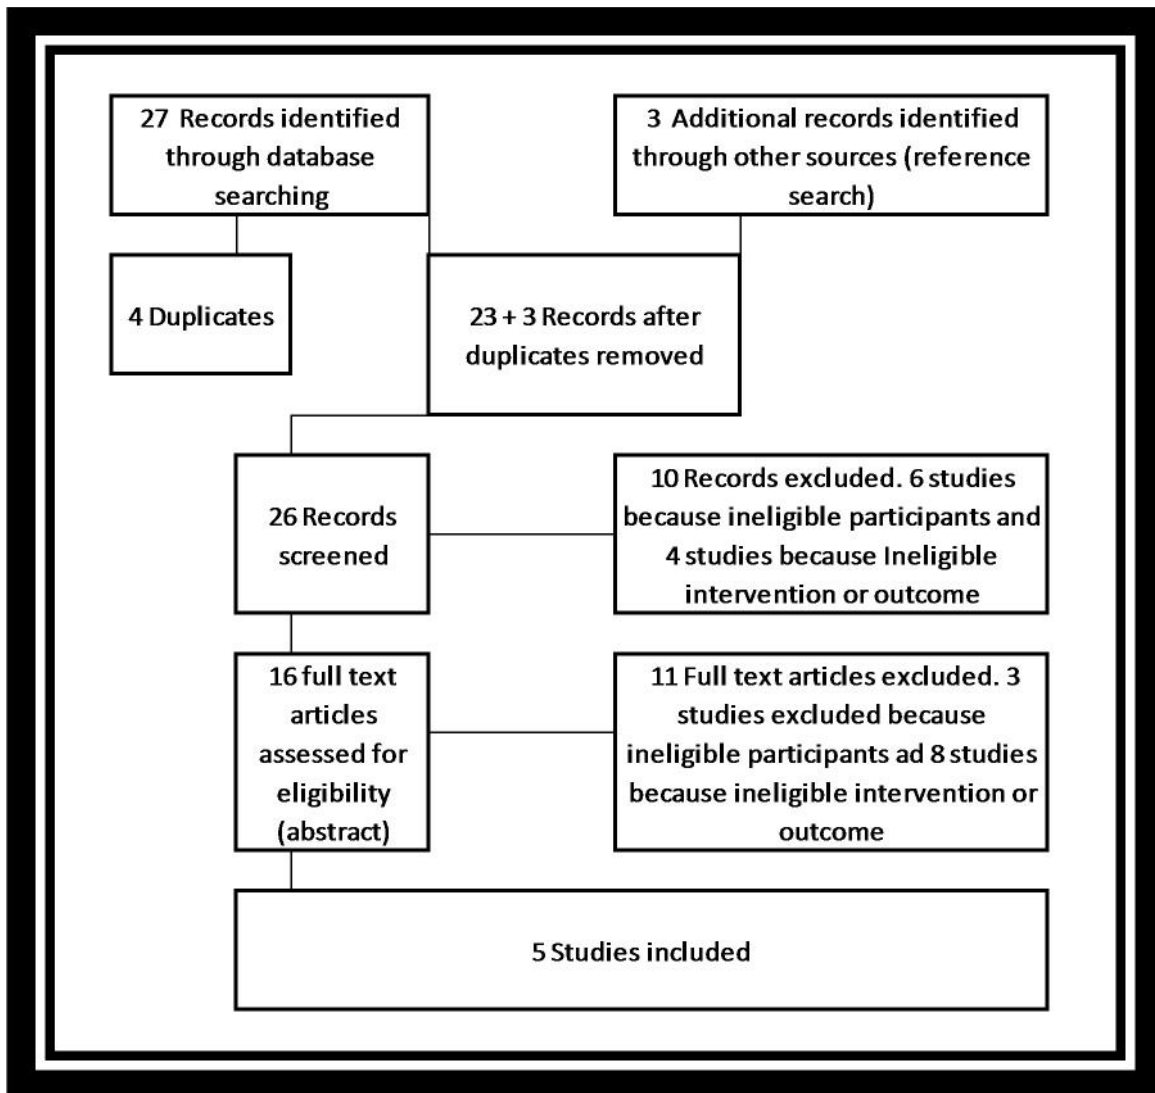 27 Records identified
through database
searching
3 Additional records identified
through other sources (reference
search)
4 Duplicates
23 + 3 Records after
duplicates removed
26 Records
screened
10 Records excluded. 6 studies
because ineligible participants and
4 studies because Ineligible
intervention or outcome
16 full text
articles
assessed for
eligibility
(abstract)
11 Full text articles excluded. 3
studies excluded because
ineligible participants ad 8 studies
because ineligible intervention or
outcome
5 Studies included